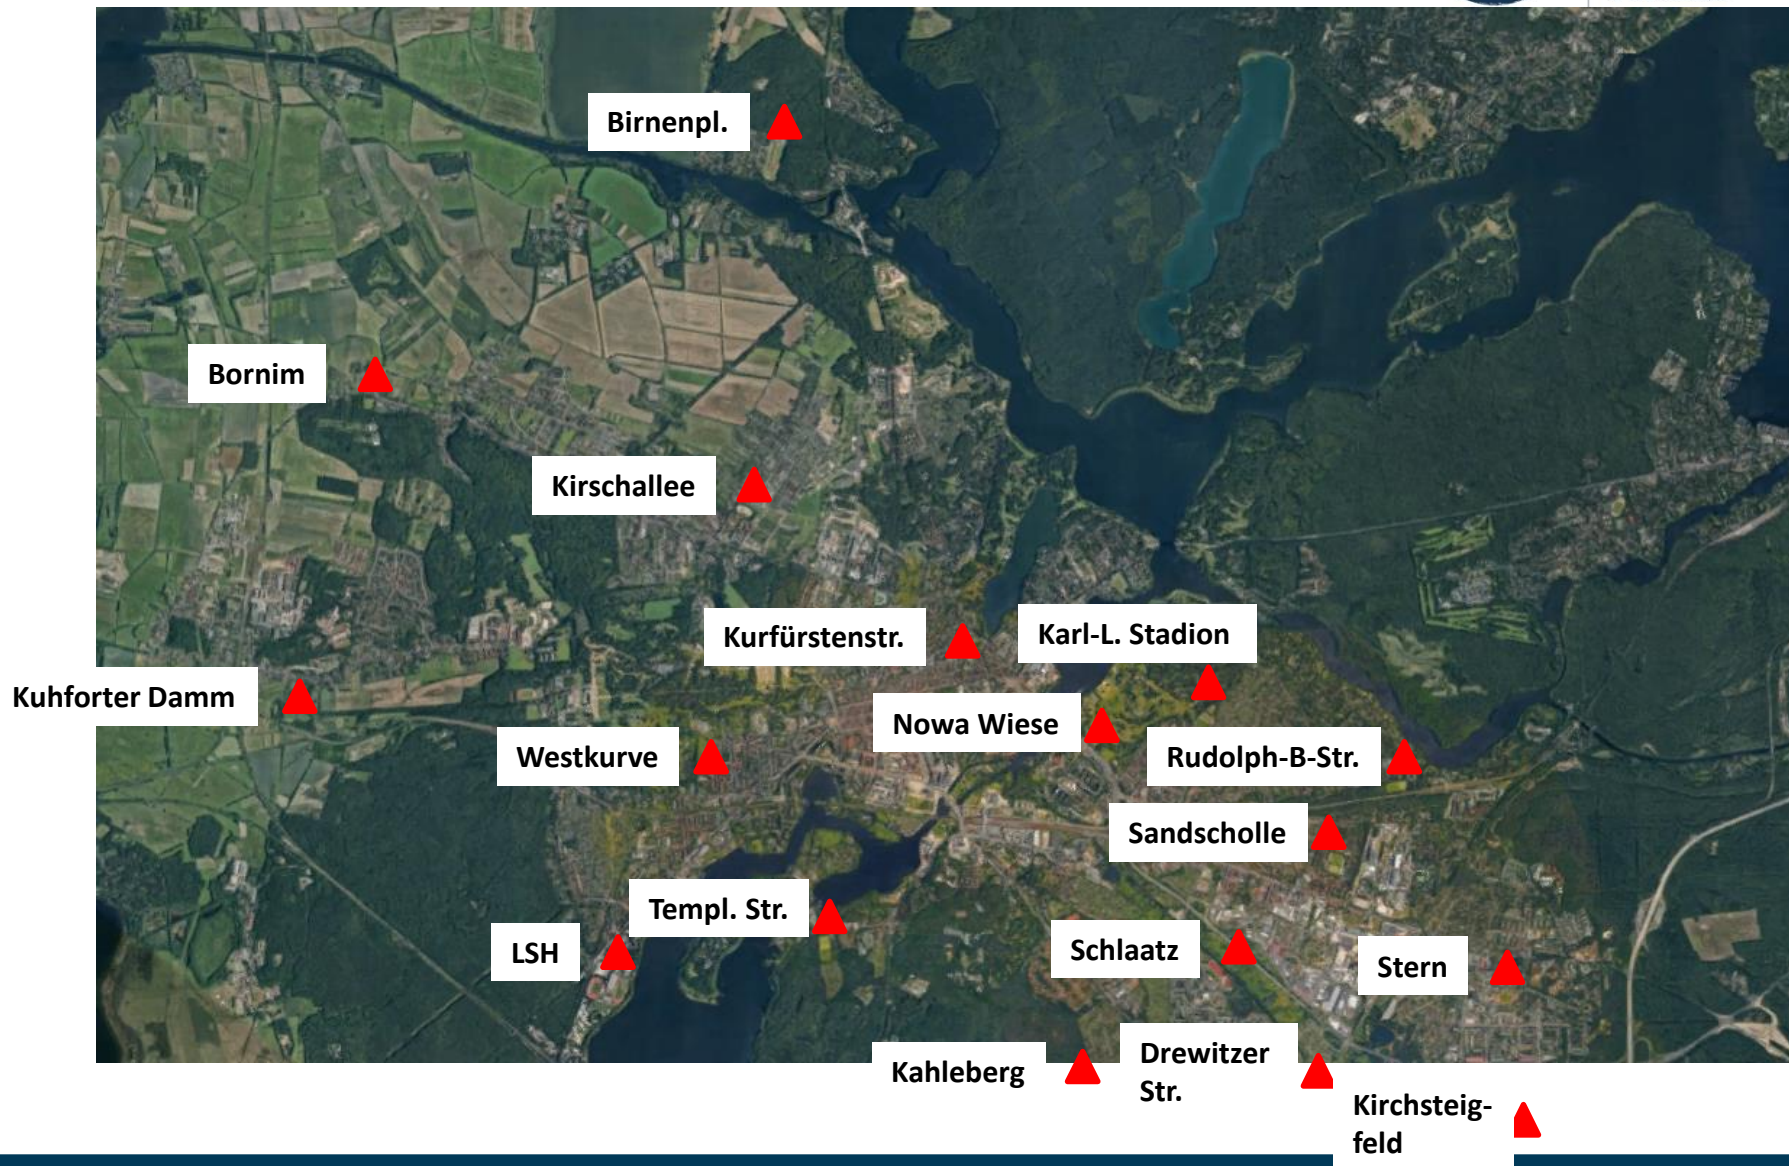 Birnenpl.
Bornim
Kirschallee
Kurfürstenstr.
Karl-L. Stadion
Kuhforter Damm
Nowa Wiese
Westkurve
Rudolph-B-Str.
Sandscholle
Templ. Str.
LSH
Schlaatz
Stern
Kahleberg
Drewitzer
Str.
Kirchsteig-
feld